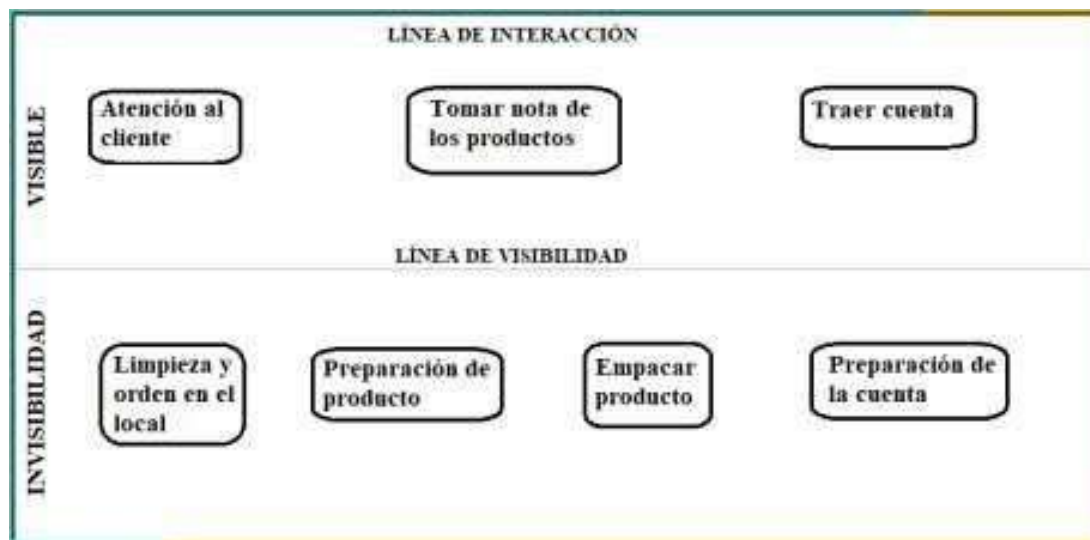 LÍNEA DE INTERACCIÓN
VISIBLE
Atención al
cliente
Tomar nota de
los productos
Traer cuenta
LÍNEA DE VISIBILIDAD
INVISIBILIDAD
Limpieza y
orden en el
local
Preparación de
producto
Empacar
producto
Preparación de
la cuenta